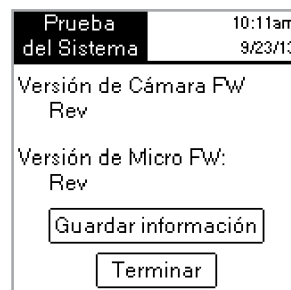 Prueba
del Sistema
10:11am
9/23/13
Versión de Cámara FW
Rev
Versión de Micro FW:
Rev
Guardar información
Terminar